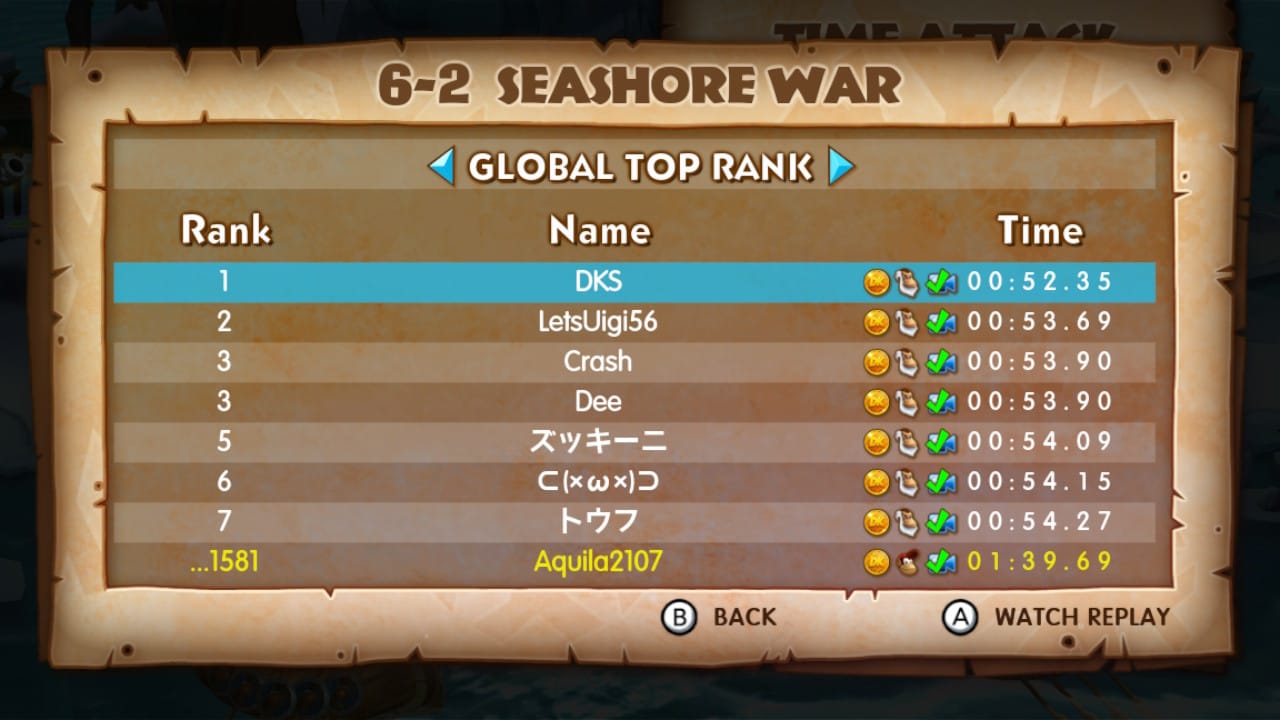 TIME ATTACK
6-2 SEASHORE WAR
GLOBAL TOP RANK
Rank Name Time
1 DKS 00:52.35
2 LetsUigi56 00:53.69
3 Crash 00:53.90
3 Dee 00:53.90
5 ズッキーニ 00:54.09
6 ⊂(×ω×)⊃ 00:54.15
7 トウフ 00:54.27
...1581 Aquila2107 01:39.69
B BACK A WATCH REPLAY